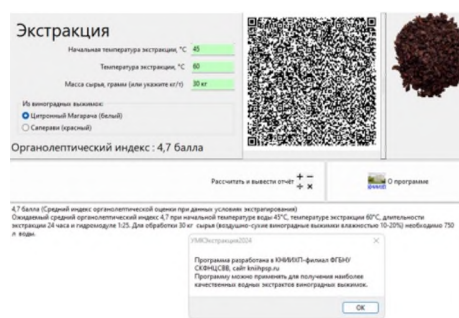 Экстракция
Начальная температура экстракции, °С 45
Температура экстракции, °С 60
Масса сырья, грамм (или укажите кг/т) 30 кг
Из виноградных выжимок:
Цитронный Магарача (белый)
Саперави (красный)
Органолептический индекс : 4,7 балла
Рассчитать и вывести отчёт
О программе
4,7 балла (Средний индекс органолептической оценки при данных условиях экстрагирования)
Ожидаемый средний органолептический индекс 4,7 при начальной температуре воды 45°С, температуре экстракции 60°С, длительности
экстракции 24 часа и гидромодуле 1:25. Для обработки 30 кг сырья (воздушно-сухие виноградные выжимки влажностью 10-20%) необходимо 750
л воды.
УМКЭкстракция2024
Программа разработана в КНИИХП-филиал ФГБНУ
СКФНЦСВВ, сайт kniihpsp.ru
Программу можно применять для получения наиболее
качественных водных экстрактов виноградных выжимок.
OK